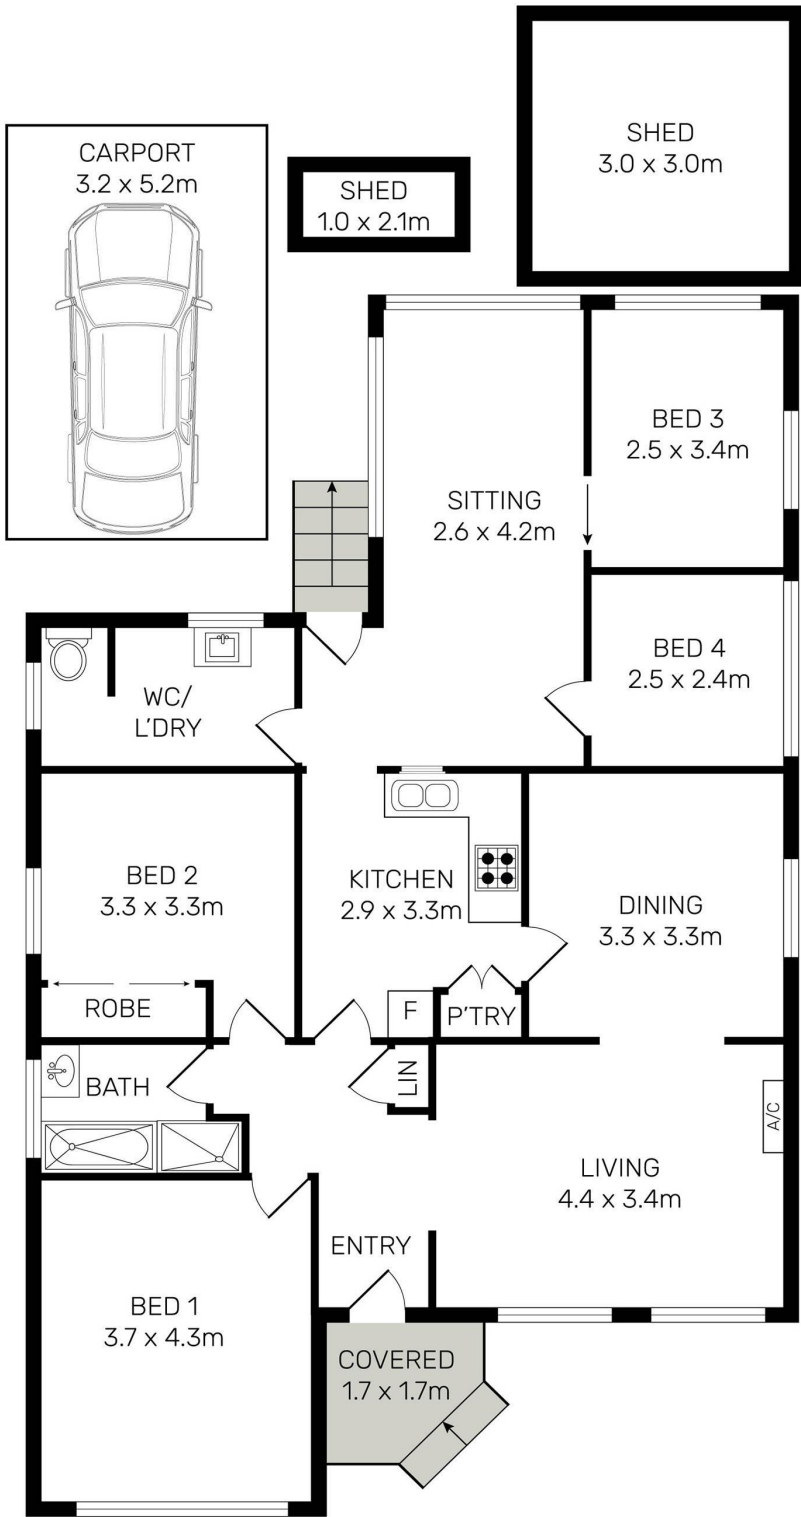 SHED
3.0 x 3.0m
CARPORT
3.2 x 5.2m
SHED
1.0 x 2.1m
BED 3
2.5 x 3.4m
SITTING
2.6 x 4.2m
BED 4
2.5 x 2.4m
WC/
L'DRY
BED 2
3.3 x 3.3m
KITCHEN
2.9 x 3.3m
DINING
3.3 x 3.3m
ROBE
F
P'TRY
BATH
LIN
A/C
LIVING
4.4 x 3.4m
ENTRY
BED 1
3.7 x 4.3m
COVERED
1.7 x 1.7m